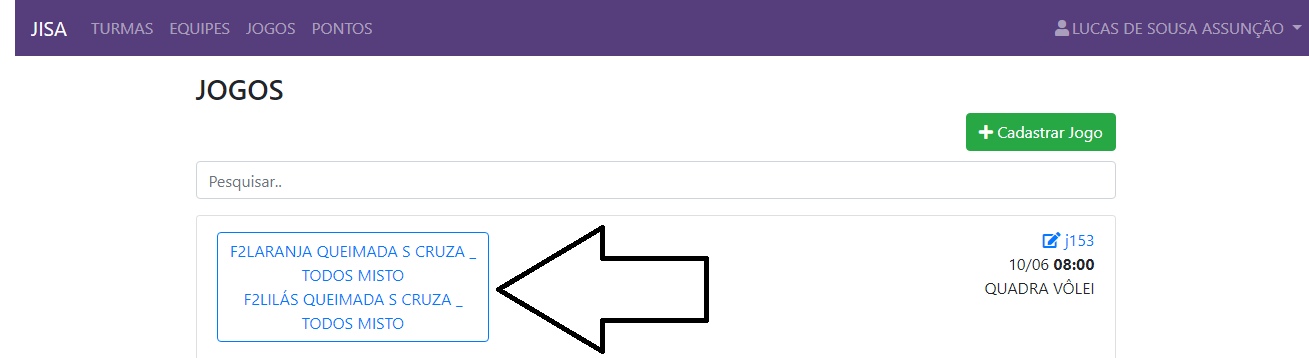 JISA TURMAS EQUIPES JOGOS PONTOS LUCAS DE SOUSA ASSUNÇÃO
JOGOS
Cadastrar Jogo
Pesquisar..
F2LARANJA QUEIMADA S CRUZA _
TODOS MISTO
F2LILÁS QUEIMADA S CRUZA _
TODOS MISTO
j153
10/06 08:00
QUADRA VÔLEI